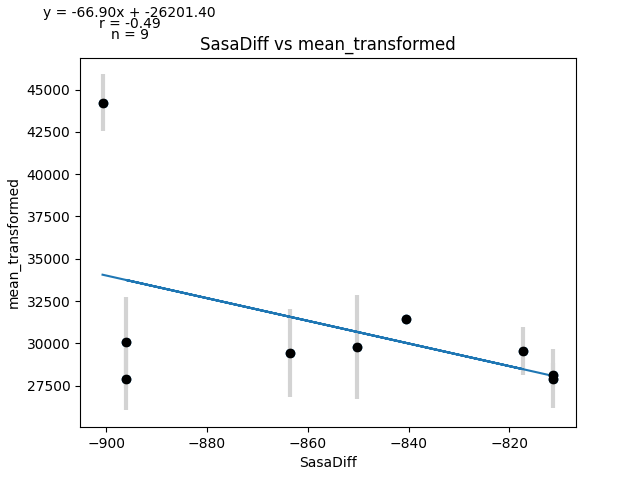 y = -66.90x + -26201.40
r = -0.49
n = 9
SasaDiff vs mean_transformed
45000
42500
40000
37500
35000
32500
30000
27500
mean_transformed
−900
−880
−860
−840
−820
SasaDiff